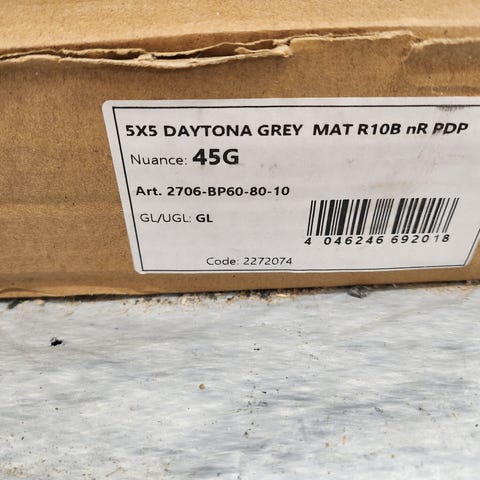 5X5 DAYTONA GREY MAT R10B nR PDP
Nuance: 45G
Art. 2706-BP60-80-10
GL/UGL: GL
4 046246 692018
Code: 2272074